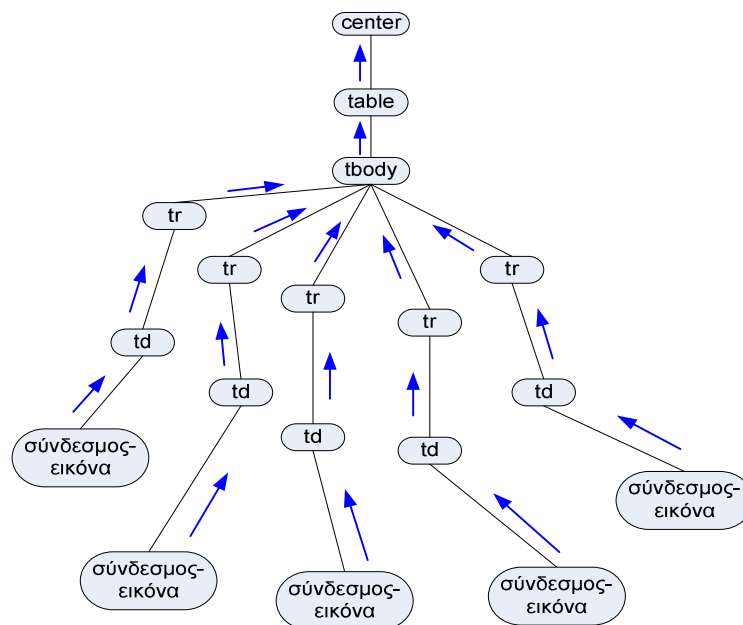 center
table
tbody
tr
tr
tr
tr
tr
td
td
td
td
td
σύνδεσμος-
εικόνα
σύνδεσμος-
εικόνα
σύνδεσμος-
εικόνα
σύνδεσμος-
εικόνα
σύνδεσμος-
εικόνα